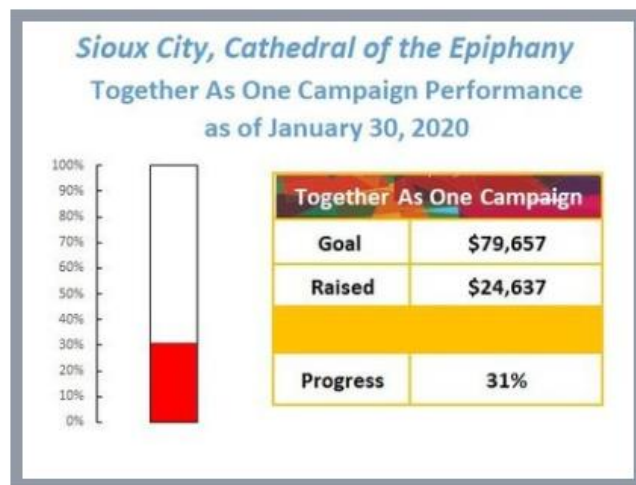 Sioux City, Cathedral of the Epiphany
Together As One Campaign Performance
as of January 30, 2020
100%
90%
80%
70%
60%
50%
40%
30%
20%
10%
0%
Together As One Campaign
Goal $79,657
Raised $24,637
Progress 31%